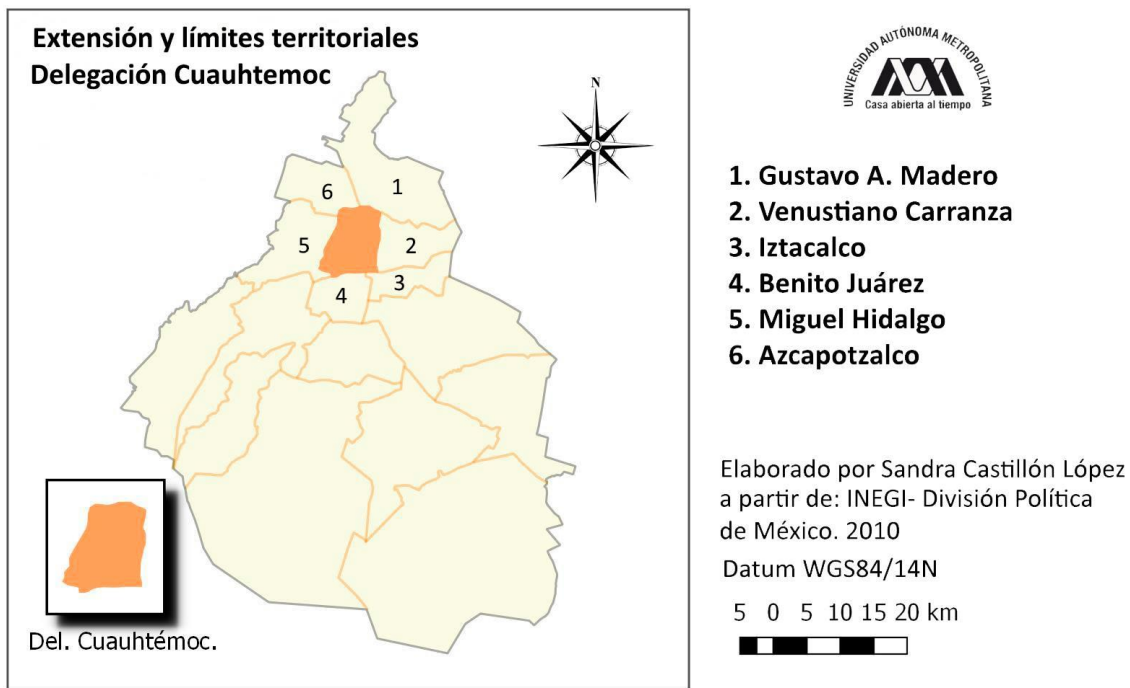 Extensión y límites territoriales
Delegación Cuauhtemoc
N
1
6
5
2
3
4
Del. Cuauhtémoc.
UNIVERSIDAD AUTÓNOMA METROPOLITANA
Casa abierta al tiempo
1. Gustavo A. Madero
2. Venustiano Carranza
3. Iztacalco
4. Benito Juárez
5. Miguel Hidalgo
6. Azcapotzalco
Elaborado por Sandra Castillón López
a partir de: INEGI- División Política
de México. 2010
Datum WGS84/14N
5 0 5 10 15 20 km